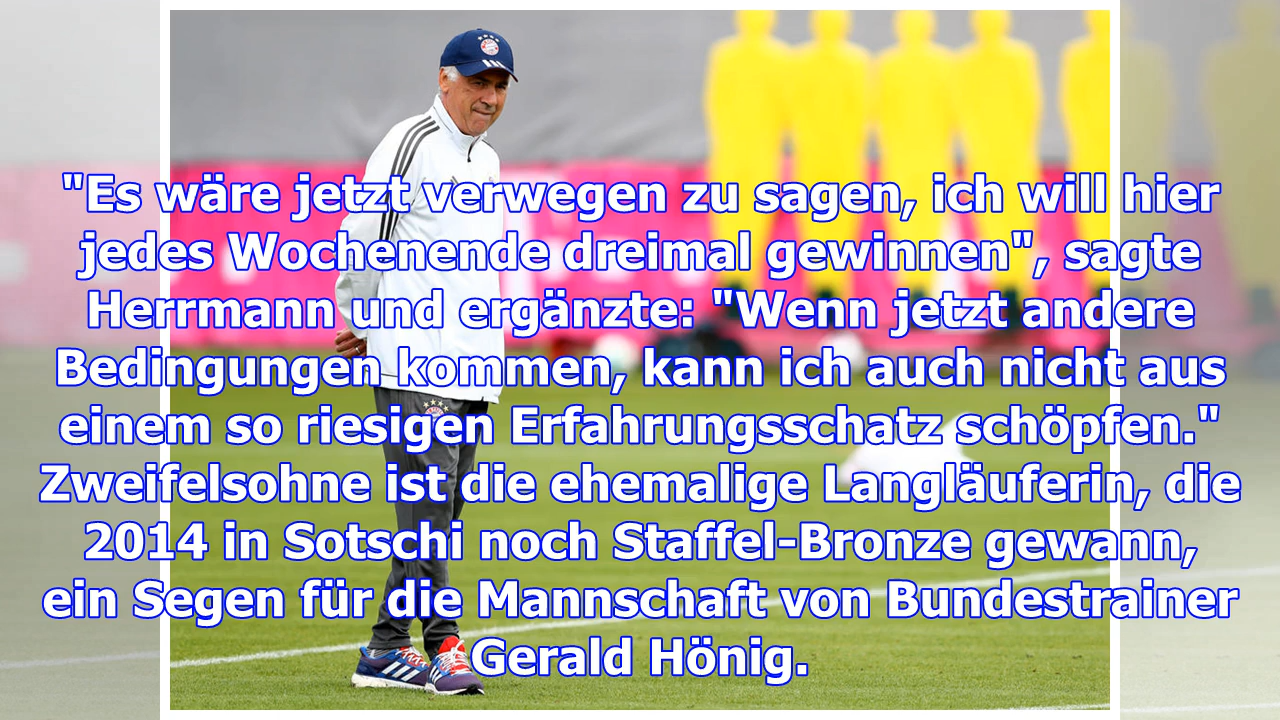 "Es wäre jetzt verwegen zu sagen, ich will hier
jedes Wochenende dreimal gewinnen", sagte
Herrmann und ergänzte: "Wenn jetzt andere
Bedingungen kommen, kann ich auch nicht aus
einem so riesigen Erfahrungsschatz schöpfen."
Zweifelsohne ist die ehemalige Langläuferin, die
2014 in Sotschi noch Staffel-Bronze gewann,
ein Segen für die Mannschaft von Bundestrainer
Gerald Hönig.